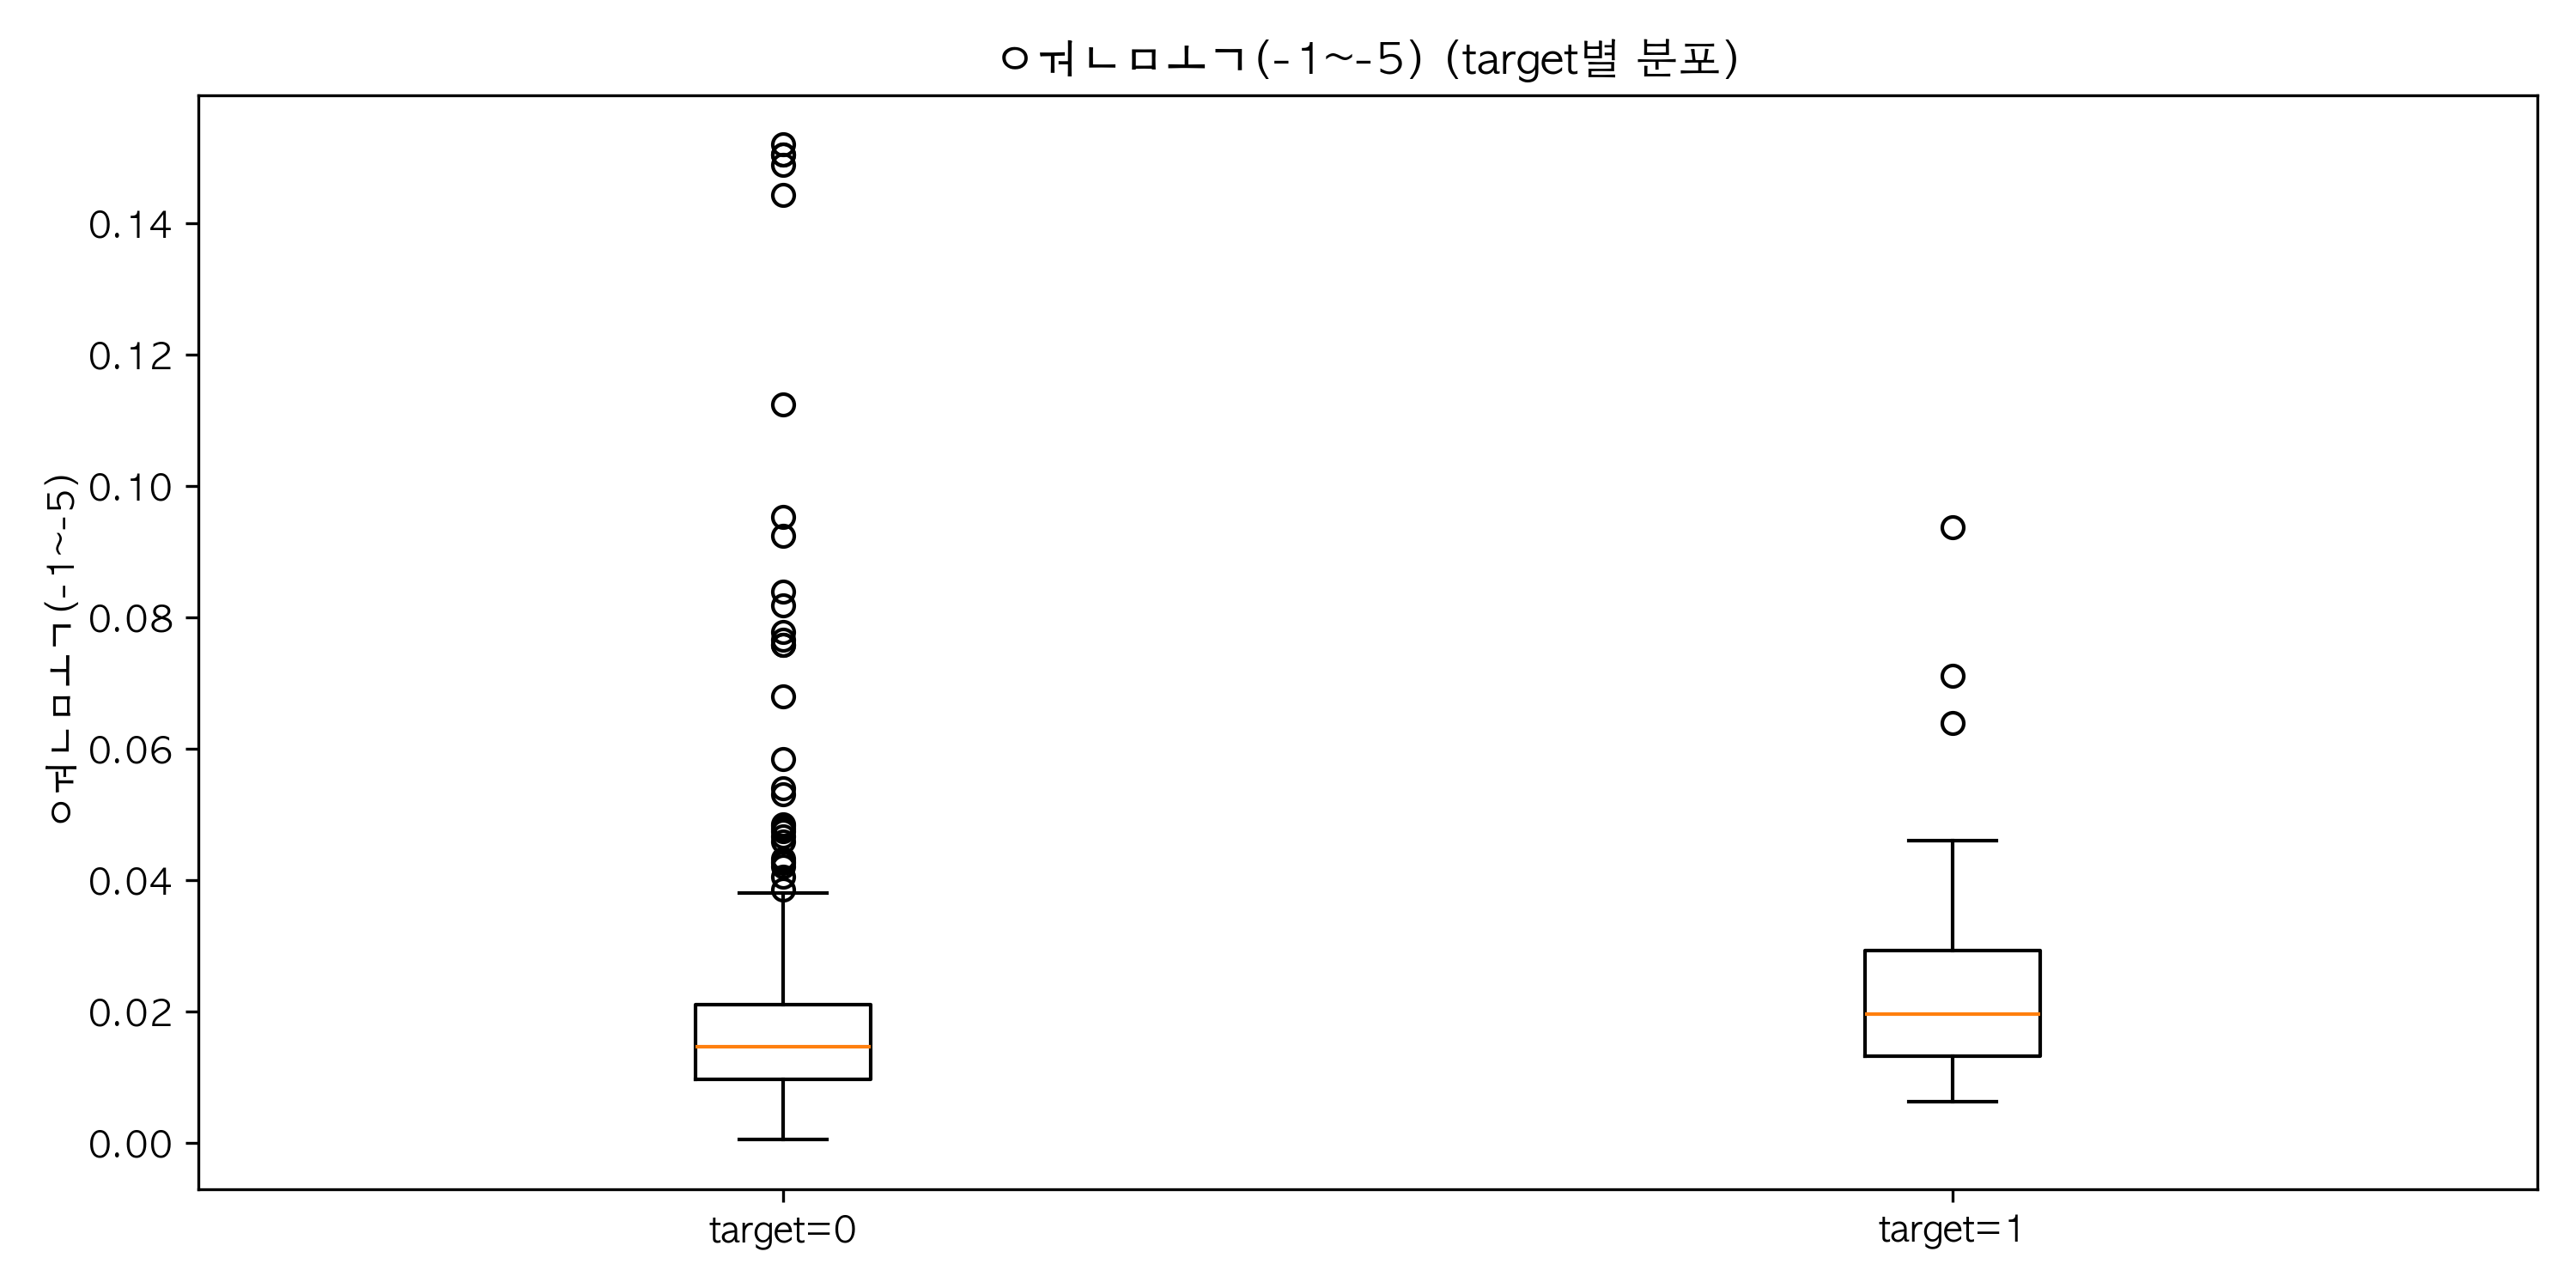 ㅇㅝㄴㅁㅗㄱ(-1~-5) (target별 분포)
ㅇㅝㄴㅁㅗㄱ(-1~-5)
0.14
0.12
0.10
0.08
0.06
0.04
0.02
0.00
target=0
target=1